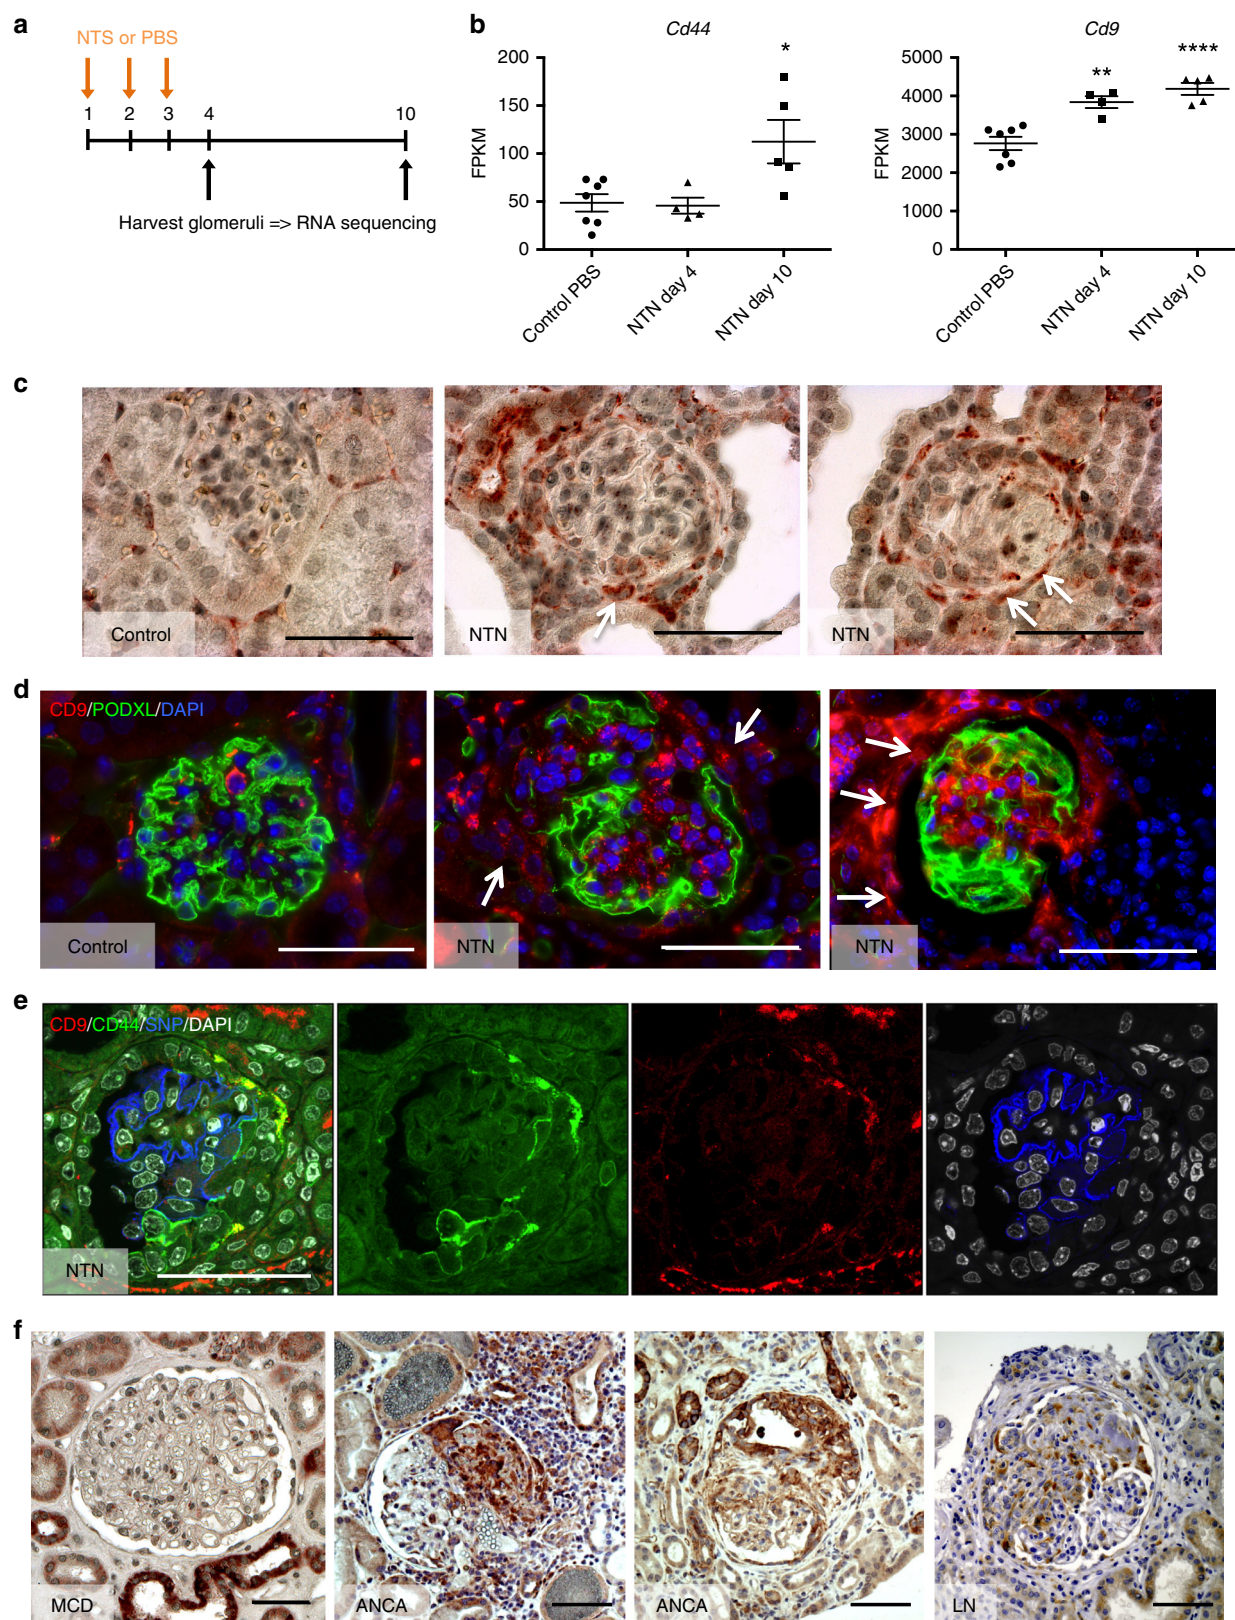 a
NTS or PBS
1 2 3 4 10
Harvest glomeruli => RNA sequencing
b
Cd44
FPKM
200
150
100
50
0
*
Control PBS
NTN day 4
NTN day 10
Cd9
FPKM
5000
4000
3000
2000
1000
0
**
****
Control PBS
NTN day 4
NTN day 10
c
Control
NTN
NTN
d
CD9/PODXL/DAPI
Control
NTN
NTN
e
CD9/CD44/SNP/DAPI
NTN
f
MCD
ANCA
ANCA
LN